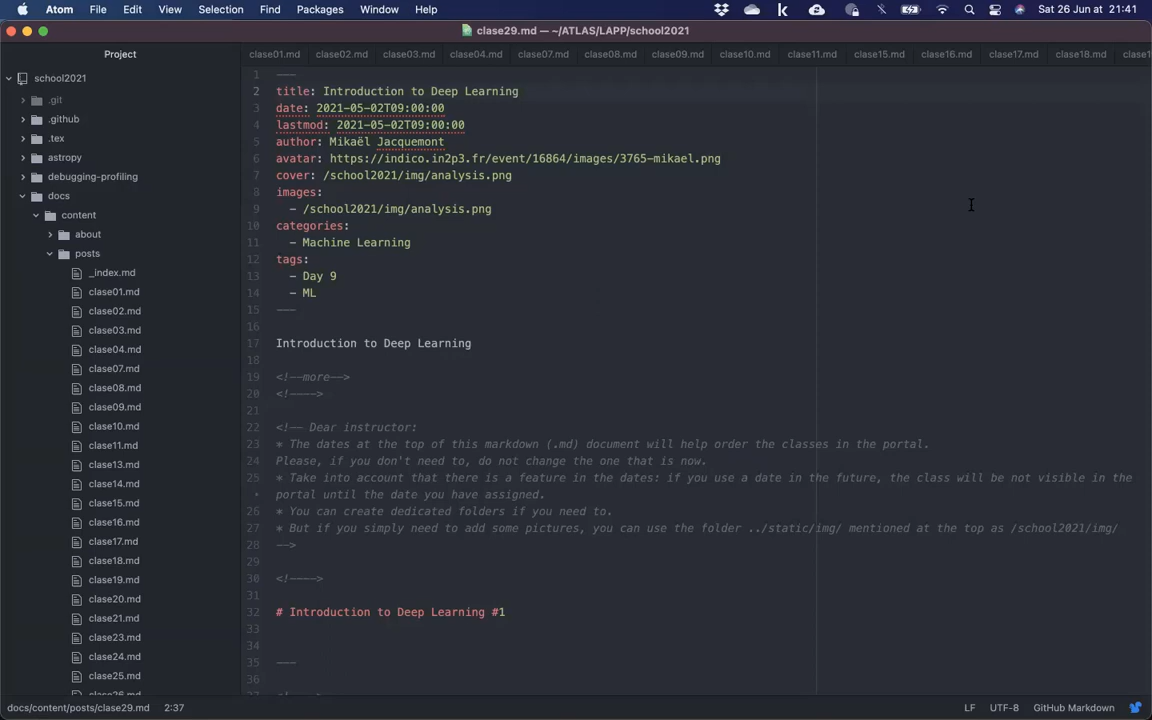 Atom File Edit View Selection Find Packages Window Help Sat 26 Jun at 21:41
clase29.md — ~/ATLAS/LAPP/school2021
Project
clase01.md clase02.md clase03.md clase04.md clase07.md clase08.md clase09.md clase10.md clase11.md clase15.md clase16.md clase17.md clase18.md clase1
school2021
.git
.github
.tex
astropy
debugging-profiling
docs
content
about
posts
_index.md
clase01.md
clase02.md
clase03.md
clase04.md
clase07.md
clase08.md
clase09.md
clase10.md
clase11.md
clase13.md
clase14.md
clase15.md
clase16.md
clase17.md
clase18.md
clase19.md
clase20.md
clase21.md
clase23.md
clase24.md
clase25.md
clase26.md
1 ---
2 title: Introduction to Deep Learning
3 date: 2021-05-02T09:00:00
4 lastmod: 2021-05-02T09:00:00
5 author: Mikaël Jacquemont
6 avatar: https://indico.in2p3.fr/event/16864/images/3765-mikael.png
7 cover: /school2021/img/analysis.png
8 images:
9 - /school2021/img/analysis.png
10 categories:
11 - Machine Learning
12 tags:
13 - Day 9
14 - ML
15 ---
16
17 Introduction to Deep Learning
18
19 <!--more-->
20 <!---->
21
22 <!-- Dear instructor:
23 * The dates at the top of this markdown (.md) document will help order the classes in the portal.
24 Please, if you don't need to, do not change the one that is now.
25 * Take into account that there is a feature in the dates: if you use a date in the future, the class will be not visible in the
• portal until the date you have assigned.
26 * You can create dedicated folders if you need to.
27 * But if you simply need to add some pictures, you can use the folder ../static/img/ mentioned at the top as /school2021/img/
28 -->
29
30 <!---->
31
32 # Introduction to Deep Learning #1
33
34
35 ---
36
37
docs/content/posts/clase29.md 2:37 LF UTF-8 GitHub Markdown